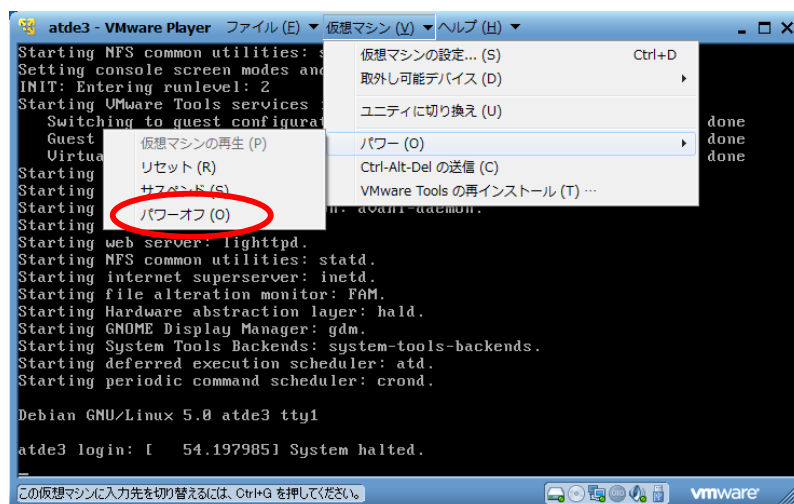 atde3 - VMware Player ファイル(F) ▼ 仮想マシン(V) ▼ ヘルプ(H) ▼
Starting NFS common utilities: s
Setting console screen modes and
INIT: Entering runlevel: 2
Starting VMware Tools services
Switching to guest configurat done
Guest done
Virtua done
仮想マシンの設定... (S) Ctrl+D
取外し可能デバイス (D)
ユニティに切り換え (U)
パワー (O)
Ctrl-Alt-Del の送信 (C)
VMware Tools の再インストール (T) …
仮想マシンの再生 (P)
リセット (R)
サスペンド (S)
パワーオフ (O)
Starting
Starting
Starting n: avahi-daemon.
Starting
Starting web server: lighttpd.
Starting NFS common utilities: statd.
Starting internet superserver: inetd.
Starting file alteration monitor: FAM.
Starting Hardware abstraction layer: hald.
Starting GNOME Display Manager: gdm.
Starting System Tools Backends: system-tools-backends.
Starting deferred execution scheduler: atd.
Starting periodic command scheduler: crond.
Debian GNU/Linux 5.0 atde3 tty1
atde3 login: [   54.197985] System halted.
この仮想マシンに入力先を切り替えるには、Ctrl+G を押してください。
vmware